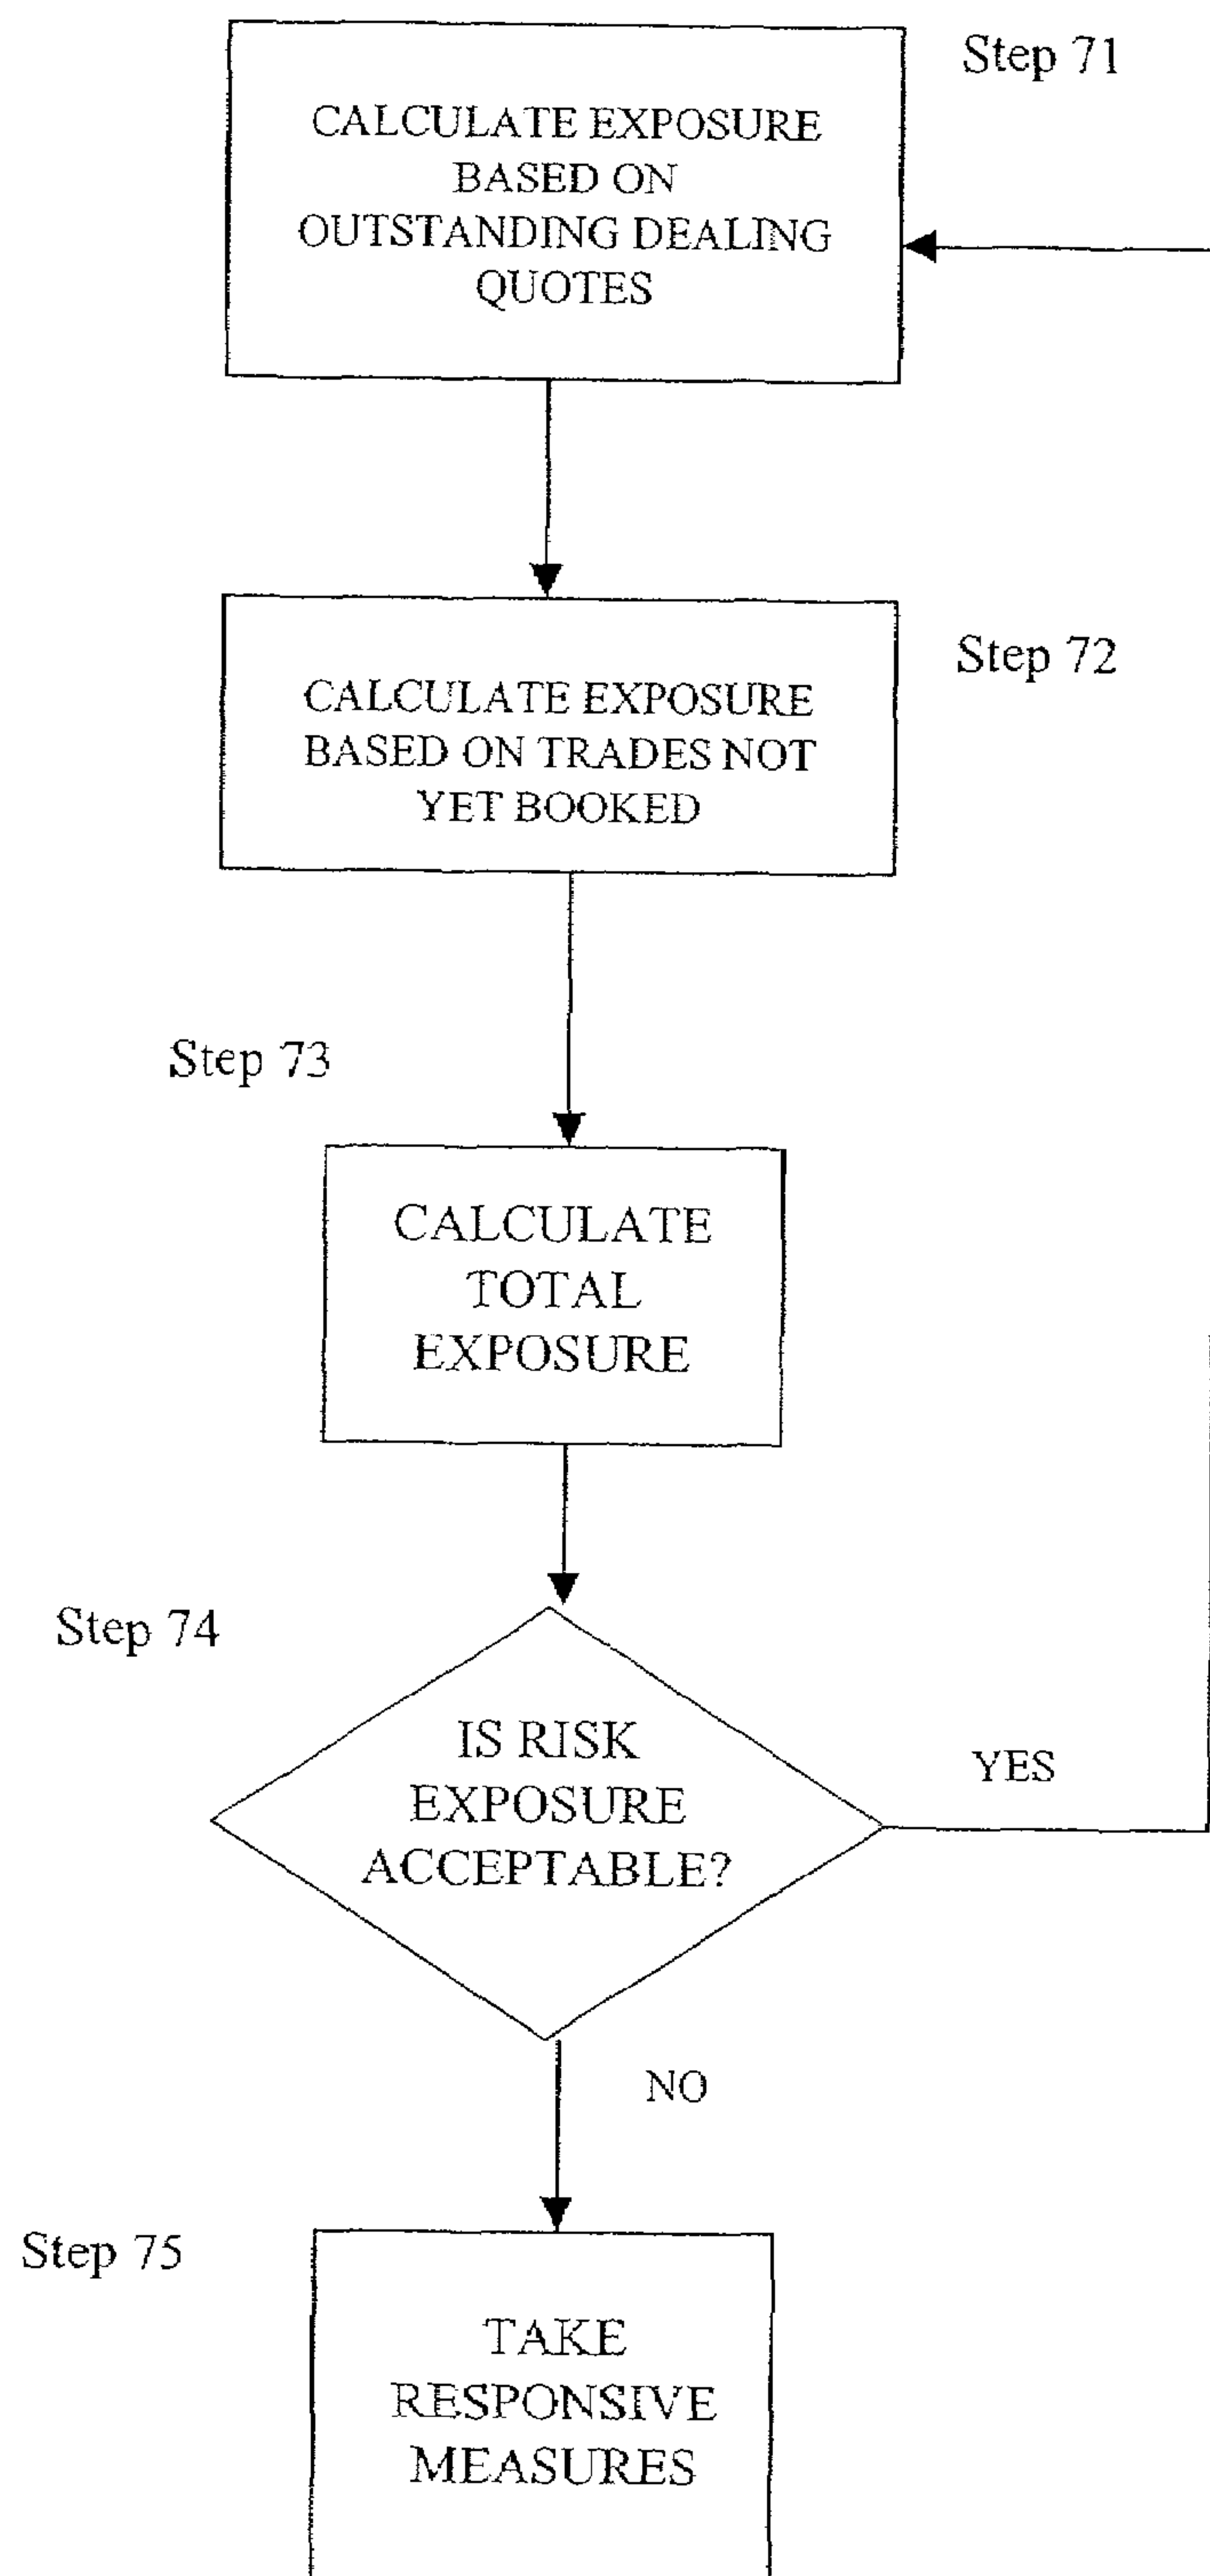 Step 71
CALCULATE EXPOSURE
BASED ON
OUTSTANDING DEALING
QUOTES
Step 72
CALCULATE EXPOSURE
BASED ON TRADES NOT
YET BOOKED
Step 73
CALCULATE
TOTAL
EXPOSURE
Step 74
IS RISK
EXPOSURE
ACCEPTABLE?
YES
NO
Step 75
TAKE
RESPONSIVE
MEASURES